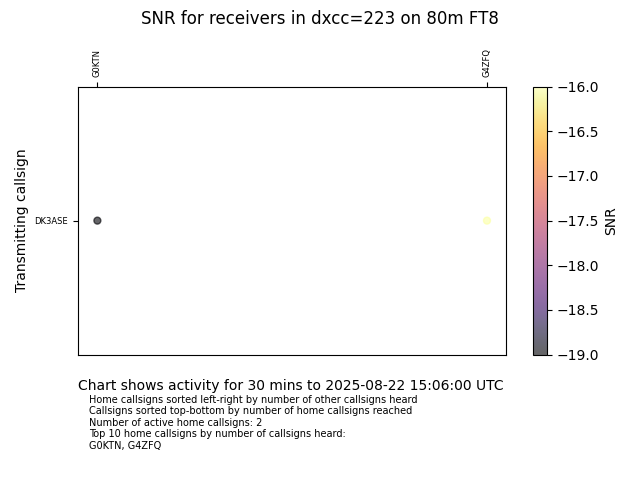 SNR for receivers in dxcc=223 on 80m FT8
G0KTN
G4ZFQ
Transmitting callsign
DK3ASE
−16.0
−16.5
−17.0
−17.5
−18.0
−18.5
−19.0
SNR
Chart shows activity for 30 mins to 2025-08-22 15:06:00 UTC
Home callsigns sorted left-right by number of other callsigns heard
Callsigns sorted top-bottom by number of home callsigns reached
Number of active home callsigns: 2
Top 10 home callsigns by number of callsigns heard:
G0KTN, G4ZFQ